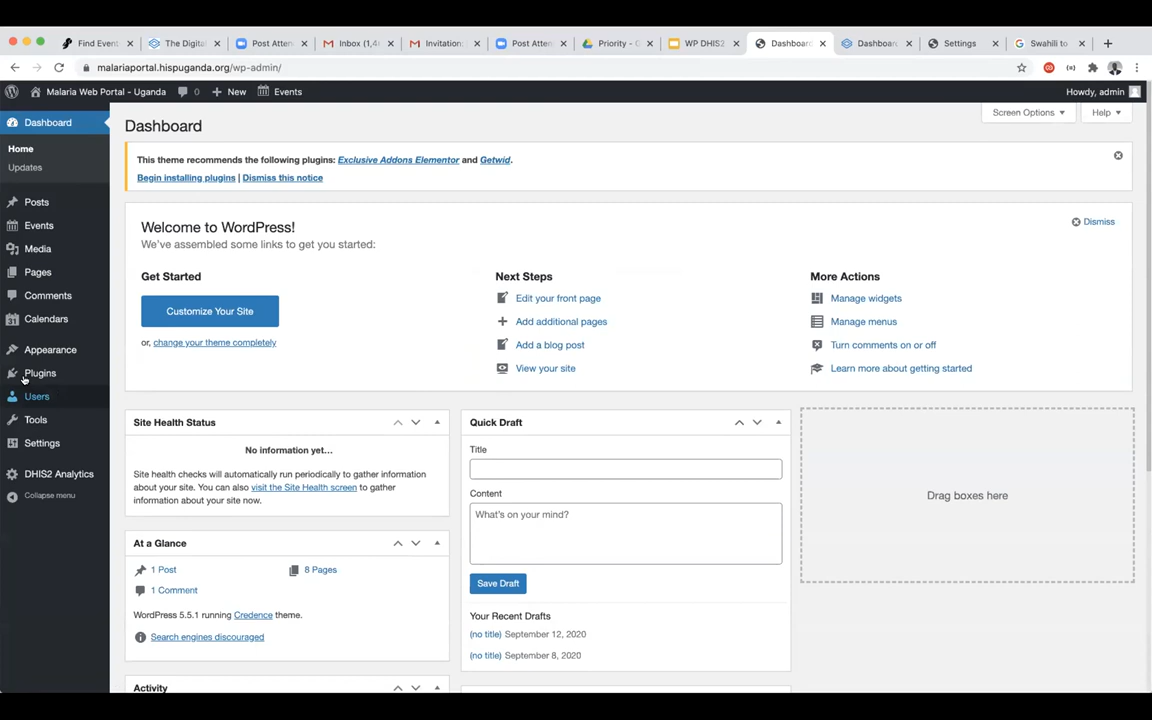 Find Event
The Digital
Post Atten
Inbox (1,4
Invitation:
Post Atten
Priority - G
WP DHIS2
Dashboard
Dashboard
Settings
Swahili to
malariaportal.hispuganda.org/wp-admin/
Malaria Web Portal - Uganda
0
New
Events
Howdy, admin
Dashboard
Home
Updates
Posts
Events
Media
Pages
Comments
Calendars
Appearance
Plugins
Users
Tools
Settings
DHIS2 Analytics
Collapse menu
Screen Options
Help
Dashboard
This theme recommends the following plugins: Exclusive Addons Elementor and Getwid.
Begin installing plugins | Dismiss this notice
Welcome to WordPress!
Dismiss
We've assembled some links to get you started:
Get Started
Customize Your Site
or, change your theme completely
Next Steps
Edit your front page
Add additional pages
Add a blog post
View your site
More Actions
Manage widgets
Manage menus
Turn comments on or off
Learn more about getting started
Site Health Status
No information yet...
Site health checks will automatically run periodically to gather information
about your site. You can also visit the Site Health screen to gather
information about your site now.
At a Glance
1 Post
8 Pages
1 Comment
WordPress 5.5.1 running Credence theme.
Search engines discouraged
Activity
Quick Draft
Title
Content
What's on your mind?
Save Draft
Your Recent Drafts
(no title) September 12, 2020
(no title) September 8, 2020
Drag boxes here